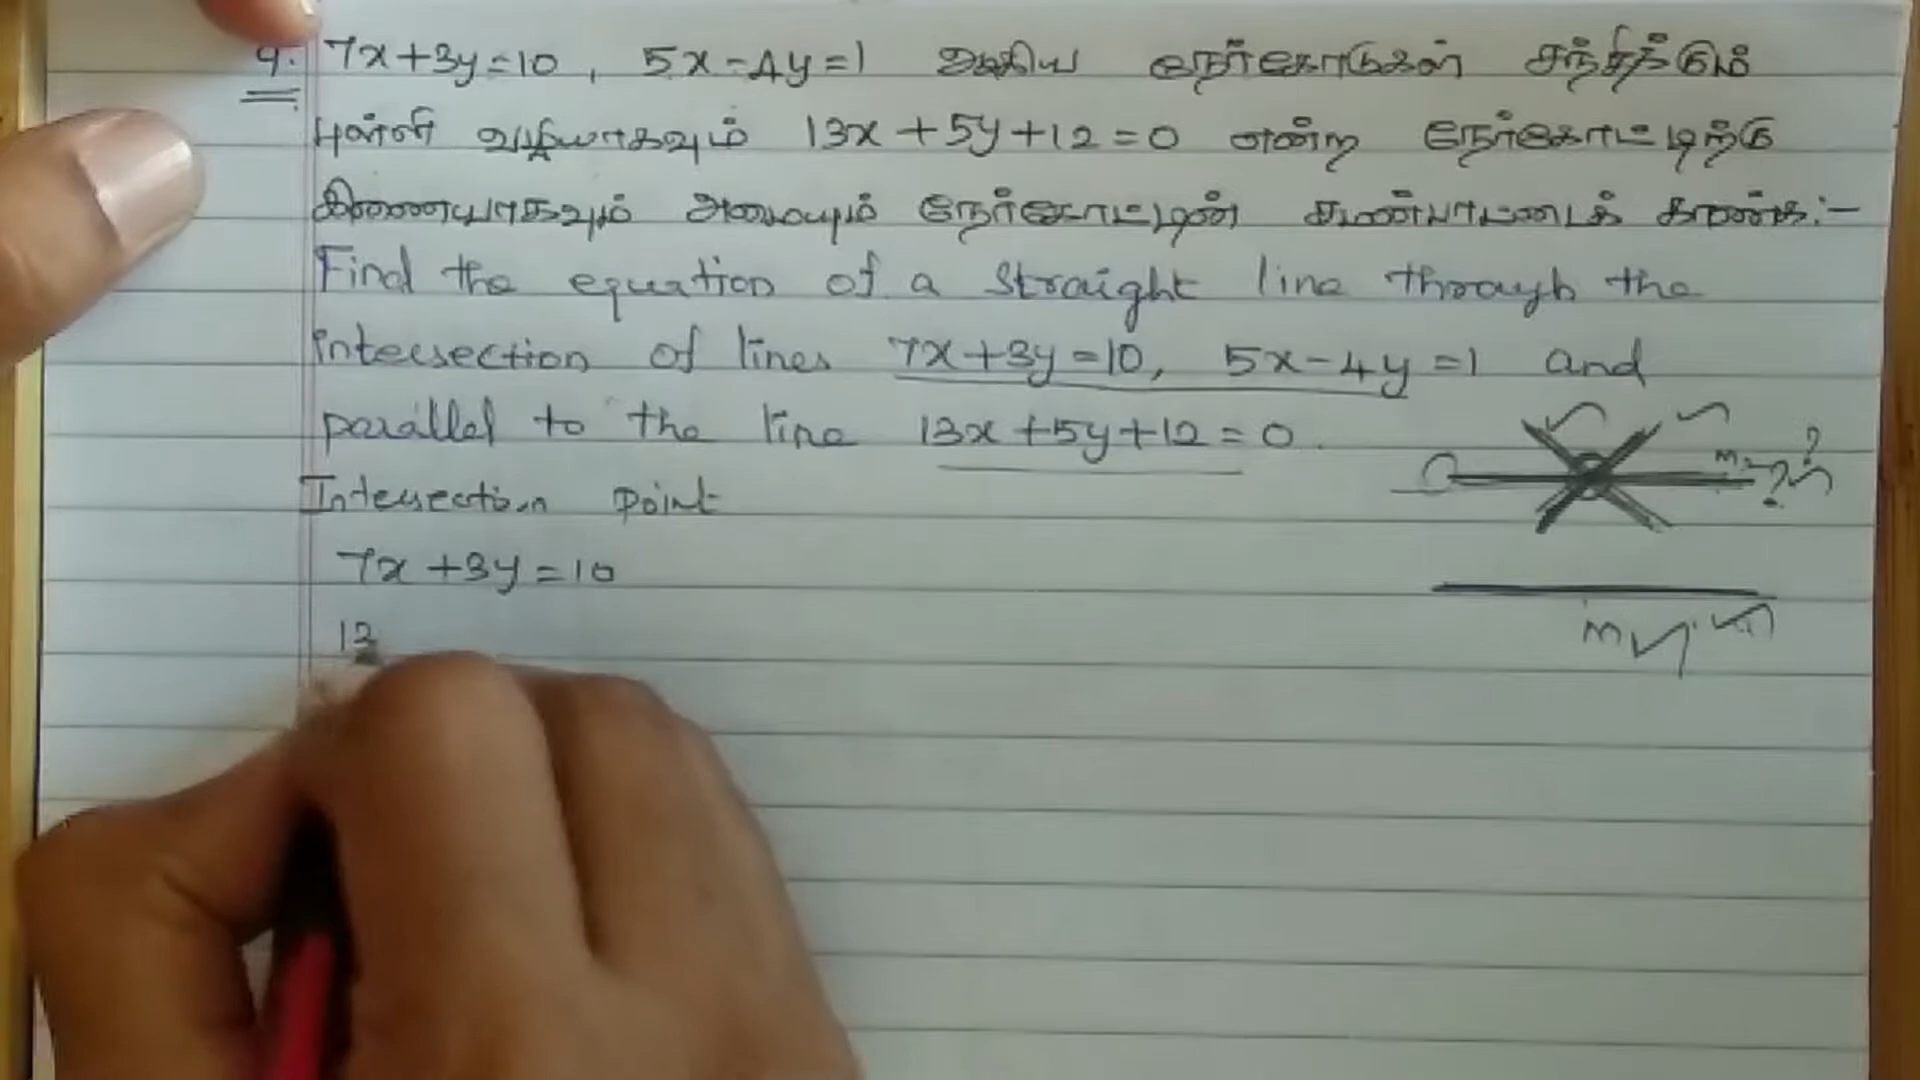 9. 7x+3y=10, 5x-4y=1 ஆகிய நேர்கோடுகள் சந்திக்கும்
புள்ளி வழியாகவும் 13x+5y+12=0 என்ற நேர்கோட்டிற்கு
இணையாகவும் அமையும் நேர்கோட்டின் சமன்பாட்டைக் காண்க:-
Find the equation of a straight line through the
intersection of lines 7x+3y=10, 5x-4y=1 and
parallel to the line 13x+5y+12=0.
m=? ?
Intersection point
7x+3y=10
m
13